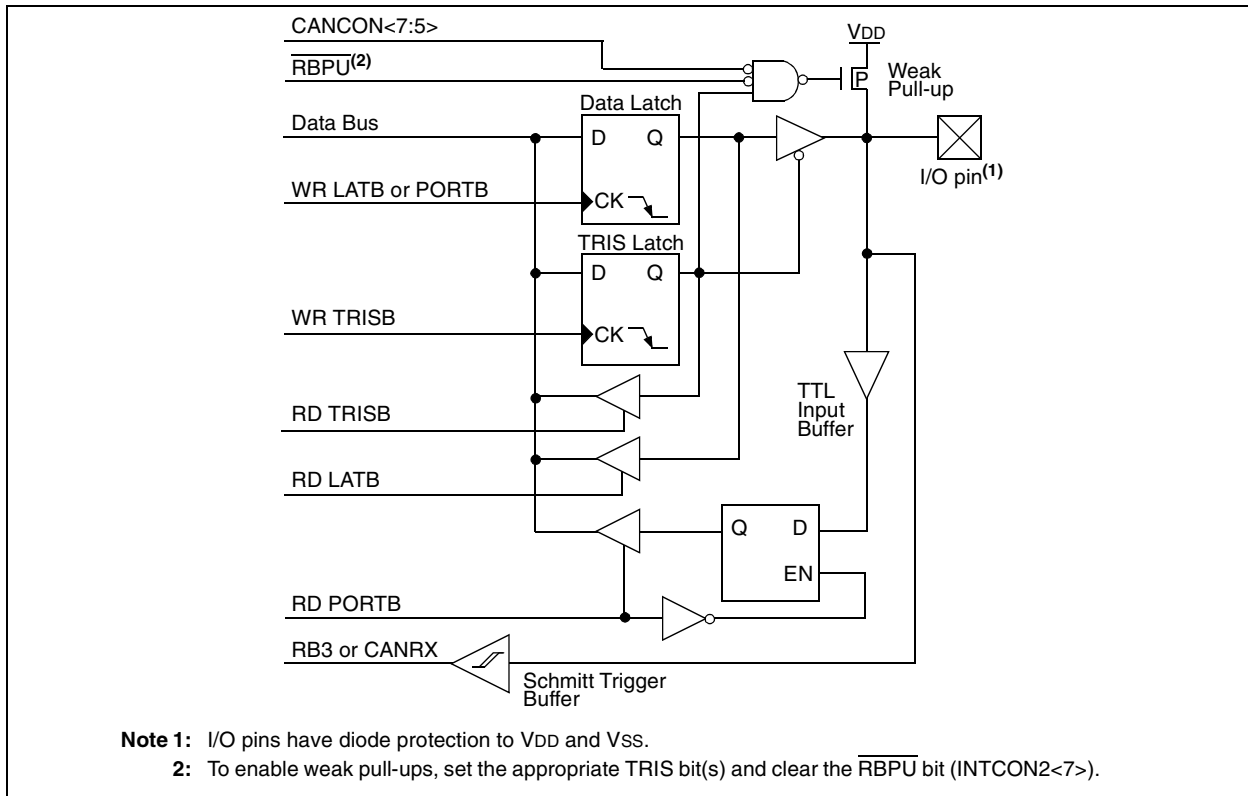 CANCON<7:5>
RBPU(2)
VDD
P
Weak
Pull-up
Data Latch
Data Bus
D Q
I/O pin(1)
WR LATB or PORTB
CK
TRIS Latch
D Q
WR TRISB
CK
TTL
Input
Buffer
RD TRISB
RD LATB
Q D
EN
RD PORTB
RB3 or CANRX
Schmitt Trigger
Buffer
Note 1: I/O pins have diode protection to VDD and VSS.
2: To enable weak pull-ups, set the appropriate TRIS bit(s) and clear the RBPU bit (INTCON2<7>).